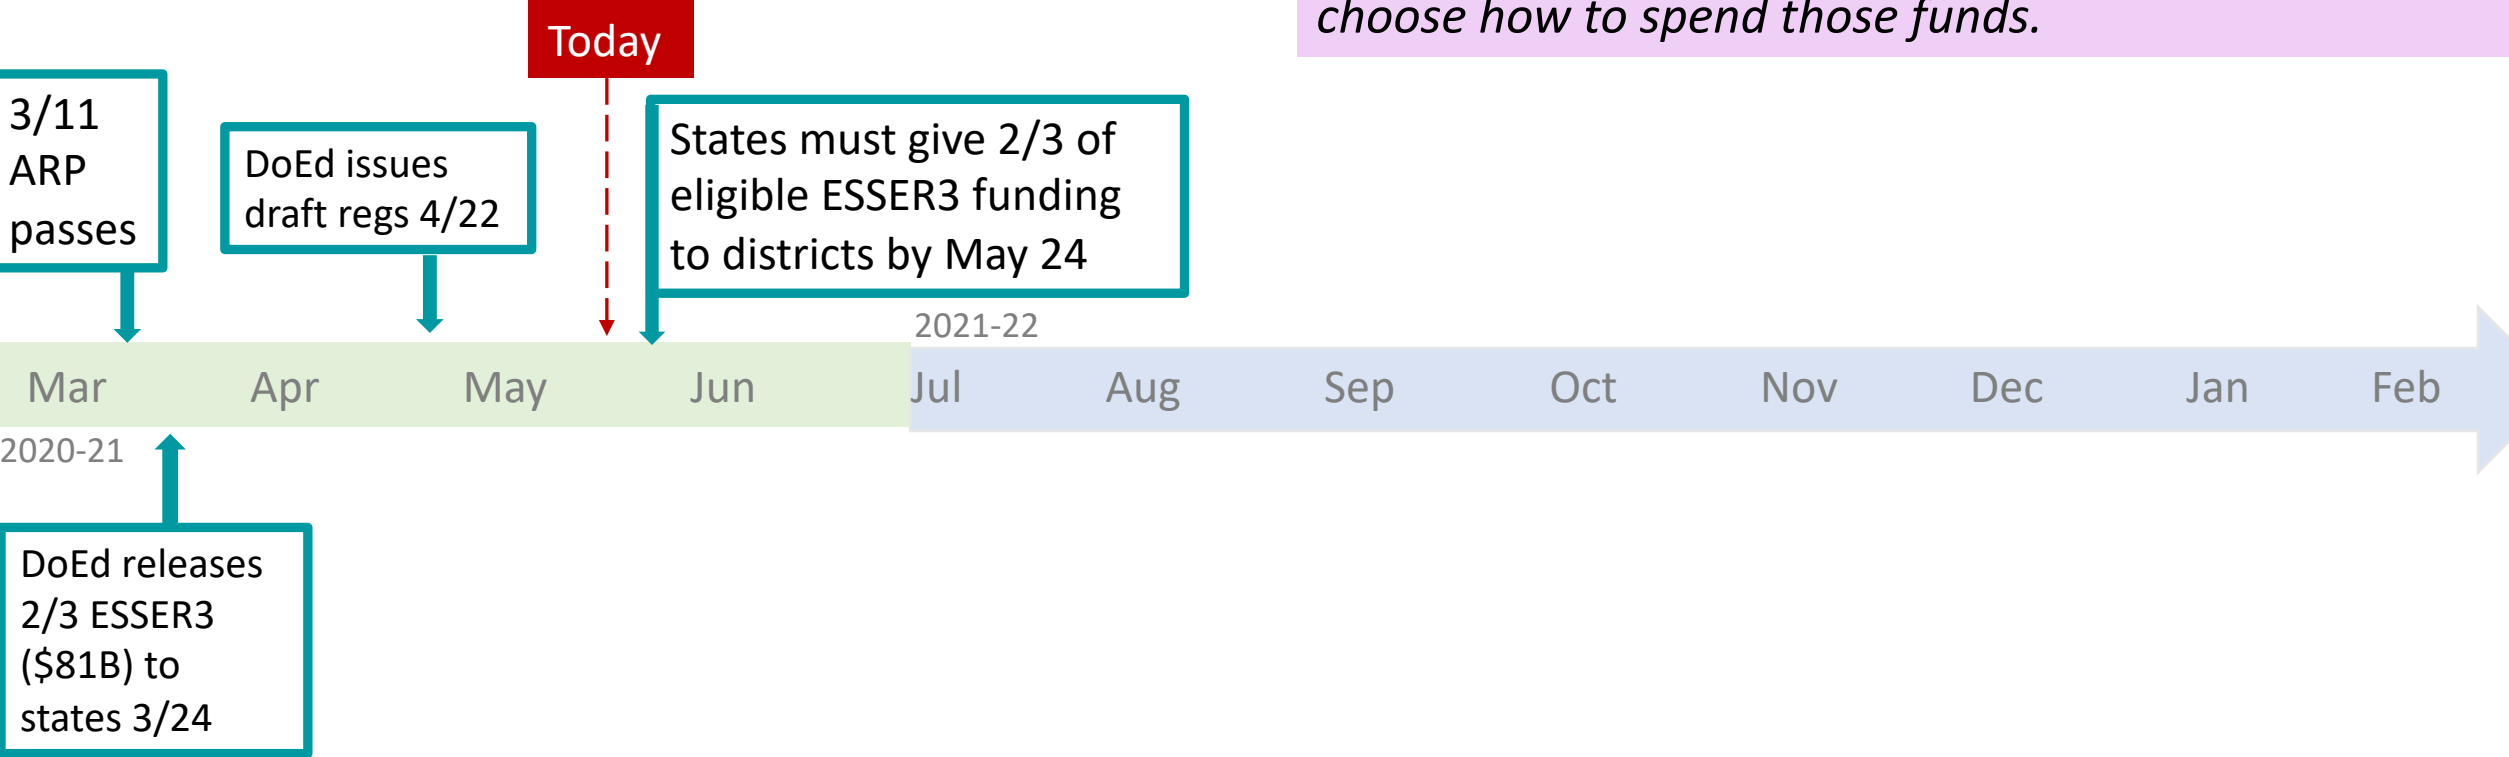 choose how to spend those funds.
Today
3/11
ARP
passes
DoEd issues
draft regs 4/22
States must give 2/3 of
eligible ESSER3 funding
to districts by May 24
2021-22
Mar Apr May Jun Jul Aug Sep Oct Nov Dec Jan Feb
2020-21
DoEd releases
2/3 ESSER3
($81B) to
states 3/24